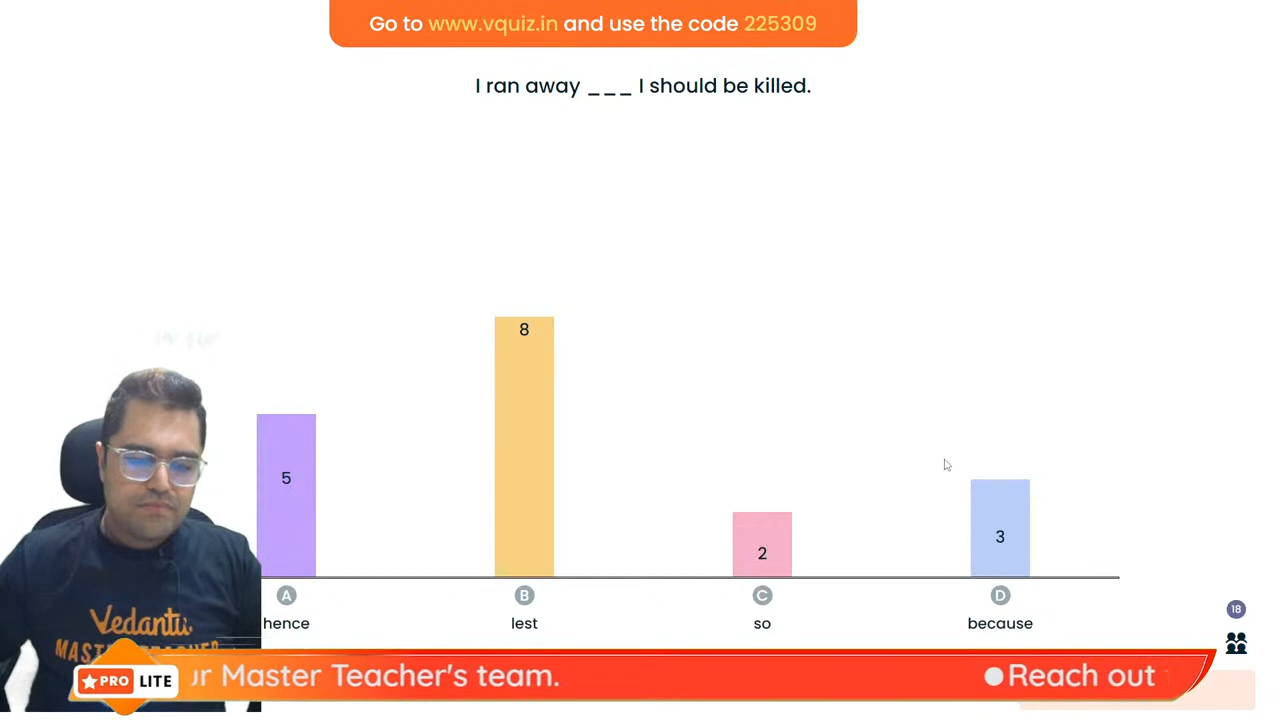 Go to www.vquiz.in and use the code 225309
I ran away _ _ _ I should be killed.
8
5
3
2
A
B
C
D
hence
lest
so
because
18
Vedantu
MASTER TEACHER
PRO LITE
ur Master Teacher's team.
Reach out